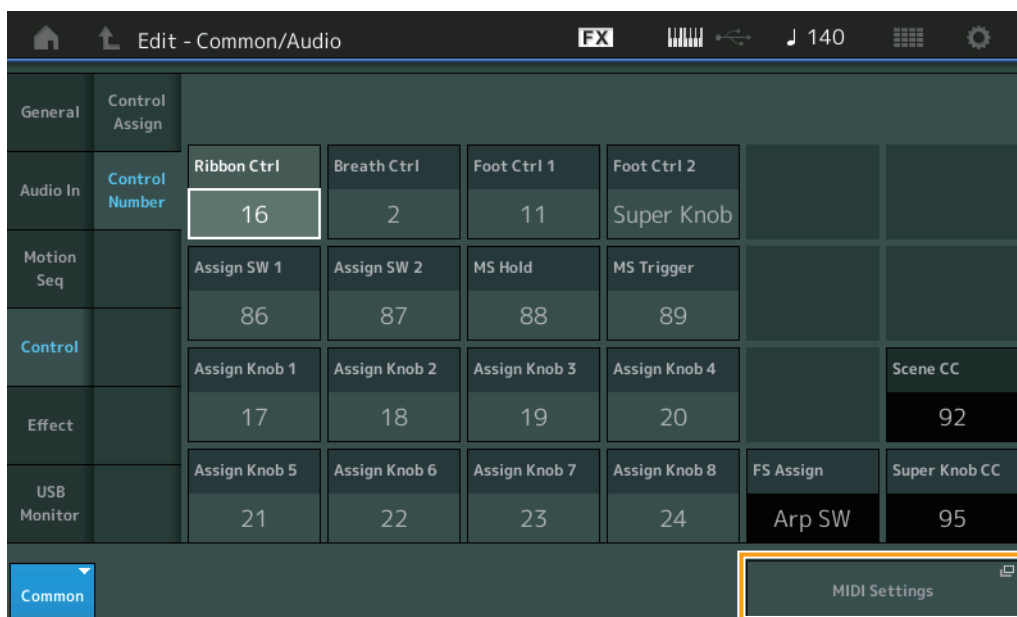 Edit - Common/Audio FX ♩ 140
General
Control Assign
Audio In
Control Number
Motion Seq
Control
Effect
USB Monitor
Ribbon Ctrl Breath Ctrl Foot Ctrl 1 Foot Ctrl 2
16 2 11 Super Knob
Assign SW 1 Assign SW 2 MS Hold MS Trigger
86 87 88 89
Assign Knob 1 Assign Knob 2 Assign Knob 3 Assign Knob 4 Scene CC
17 18 19 20 92
Assign Knob 5 Assign Knob 6 Assign Knob 7 Assign Knob 8 FS Assign Super Knob CC
21 22 23 24 Arp SW 95
Common MIDI Settings